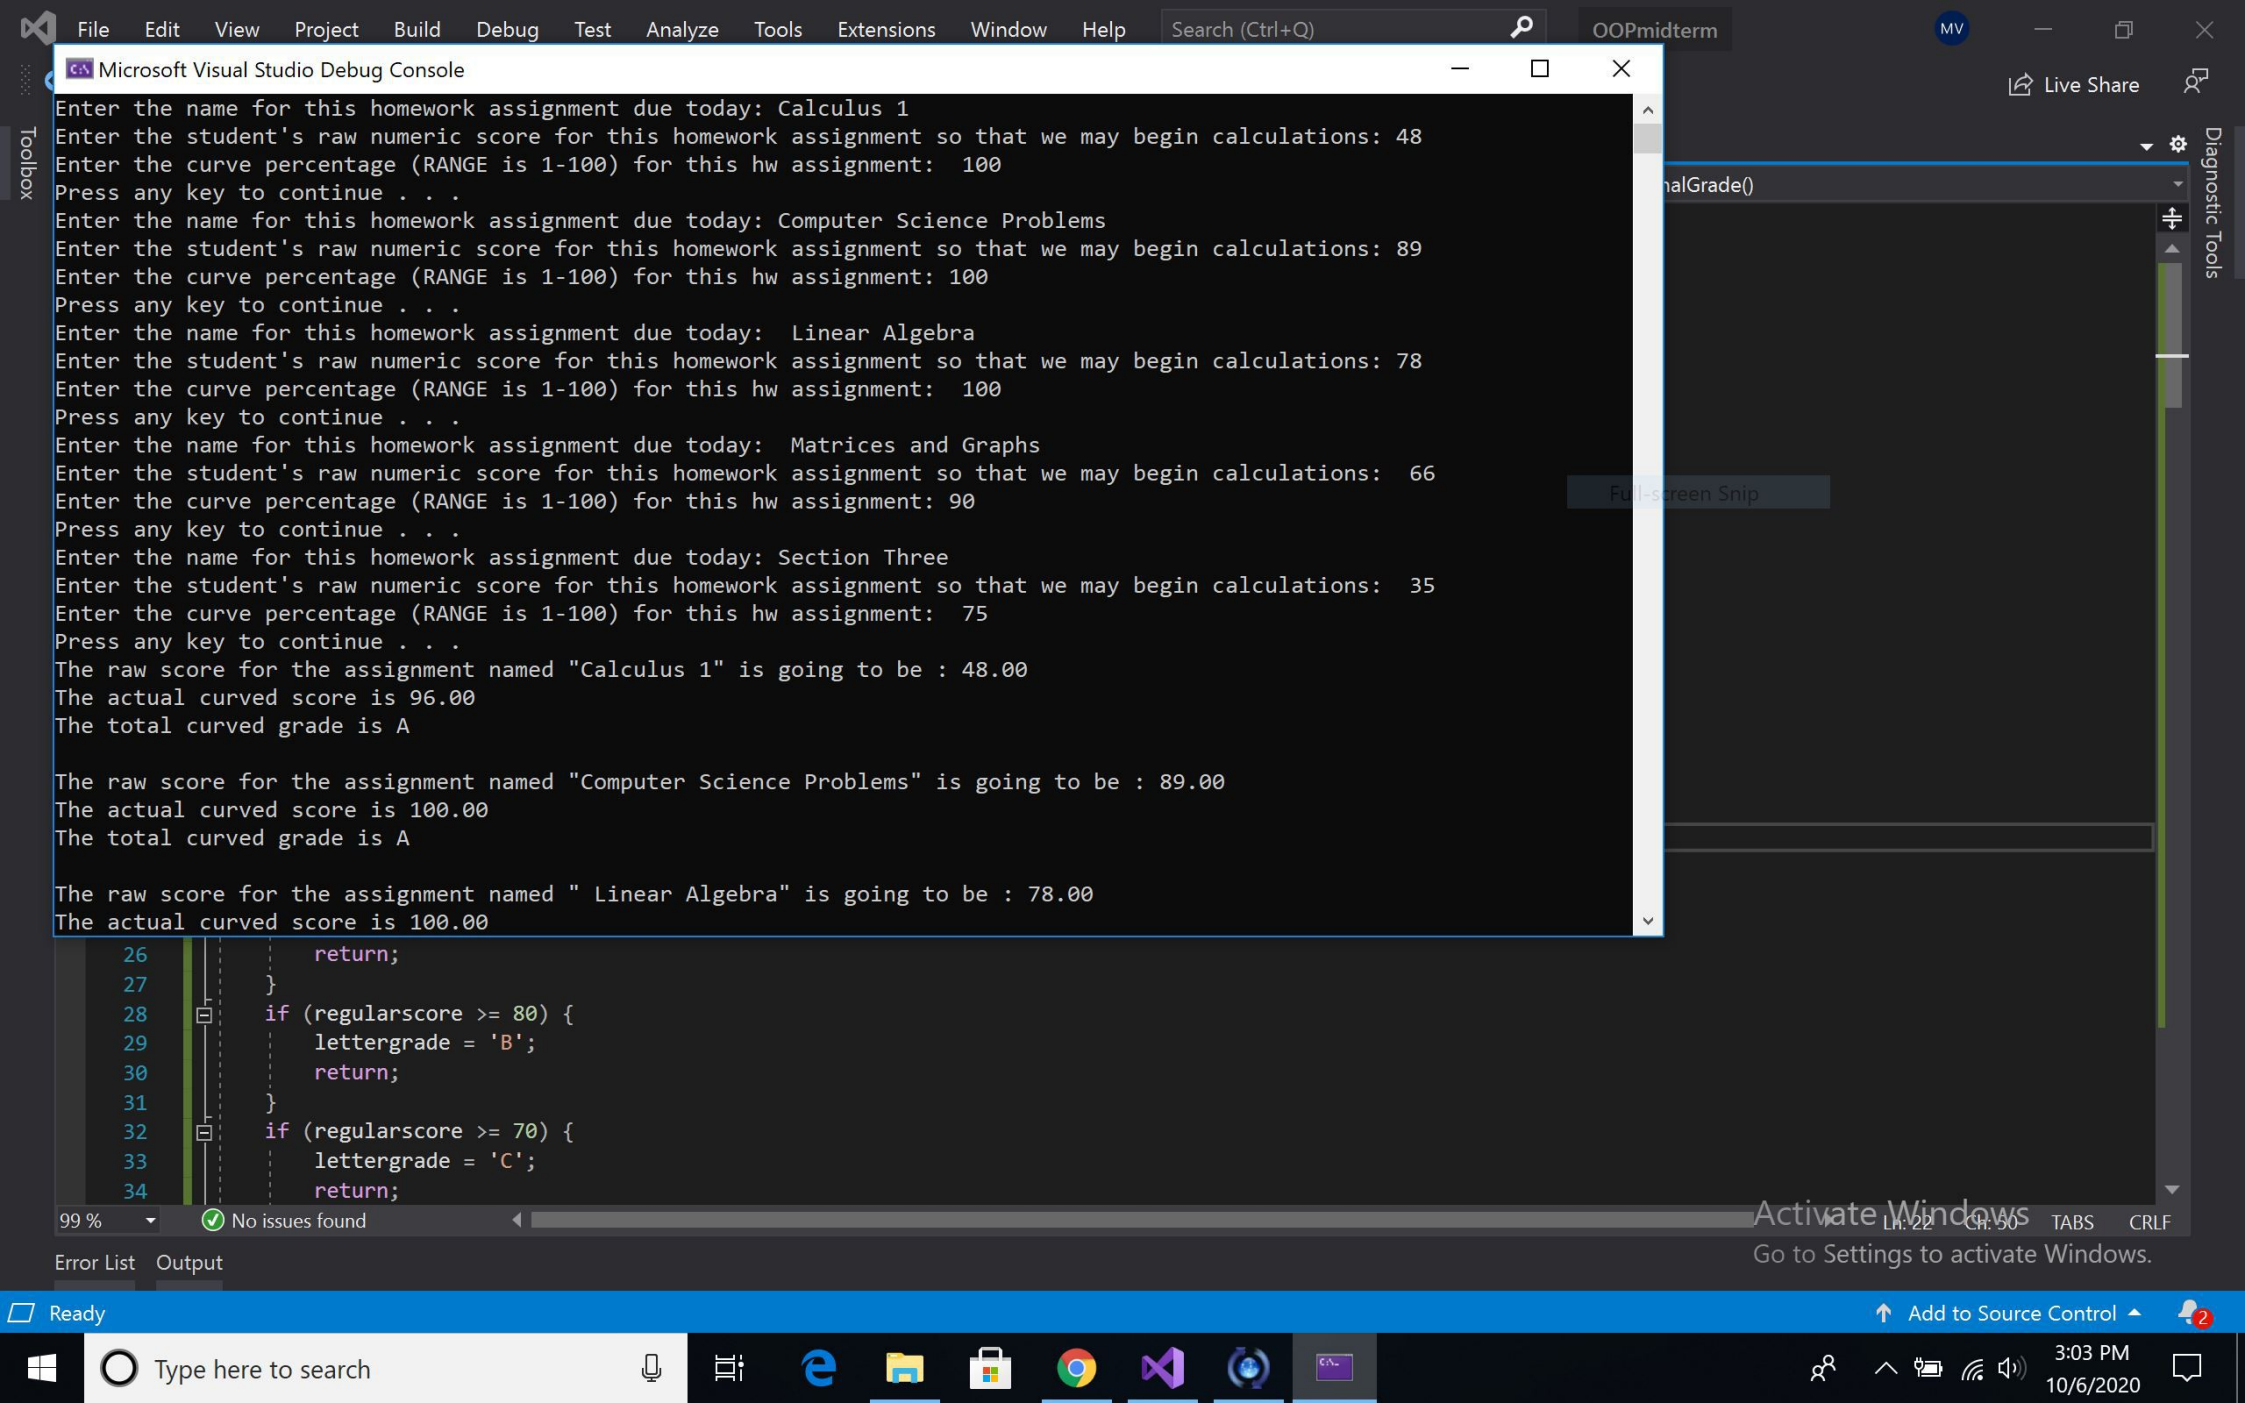 File Edit View Project Build Debug Test Analyze Tools Extensions Window Help Search (Ctrl+Q) OOPmidterm MV
Microsoft Visual Studio Debug Console
Live Share
Toolbox
Diagnostic Tools
Enter the name for this homework assignment due today: Calculus 1
Enter the student's raw numeric score for this homework assignment so that we may begin calculations: 48
Enter the curve percentage (RANGE is 1-100) for this hw assignment:  100
Press any key to continue . . .
Enter the name for this homework assignment due today: Computer Science Problems
Enter the student's raw numeric score for this homework assignment so that we may begin calculations: 89
Enter the curve percentage (RANGE is 1-100) for this hw assignment: 100
Press any key to continue . . .
Enter the name for this homework assignment due today:  Linear Algebra
Enter the student's raw numeric score for this homework assignment so that we may begin calculations: 78
Enter the curve percentage (RANGE is 1-100) for this hw assignment:  100
Press any key to continue . . .
Enter the name for this homework assignment due today:  Matrices and Graphs
Enter the student's raw numeric score for this homework assignment so that we may begin calculations:  66
Enter the curve percentage (RANGE is 1-100) for this hw assignment: 90
Press any key to continue . . .
Enter the name for this homework assignment due today: Section Three
Enter the student's raw numeric score for this homework assignment so that we may begin calculations:  35
Enter the curve percentage (RANGE is 1-100) for this hw assignment:  75
Press any key to continue . . .
The raw score for the assignment named "Calculus 1" is going to be : 48.00
The actual curved score is 96.00
The total curved grade is A
The raw score for the assignment named "Computer Science Problems" is going to be : 89.00
The actual curved score is 100.00
The total curved grade is A
The raw score for the assignment named " Linear Algebra" is going to be : 78.00
The actual curved score is 100.00
nalGrade()
Full-screen Snip
26 return;
27 }
28 if (regularscore >= 80) {
29 lettergrade = 'B';
30 return;
31 }
32 if (regularscore >= 70) {
33 lettergrade = 'C';
34 return;
99 % No issues found Ln: 22 Ch: 50 TABS CRLF
Activate Windows
Go to Settings to activate Windows.
Error List Output
Ready Add to Source Control 2
Type here to search
3:03 PM
10/6/2020